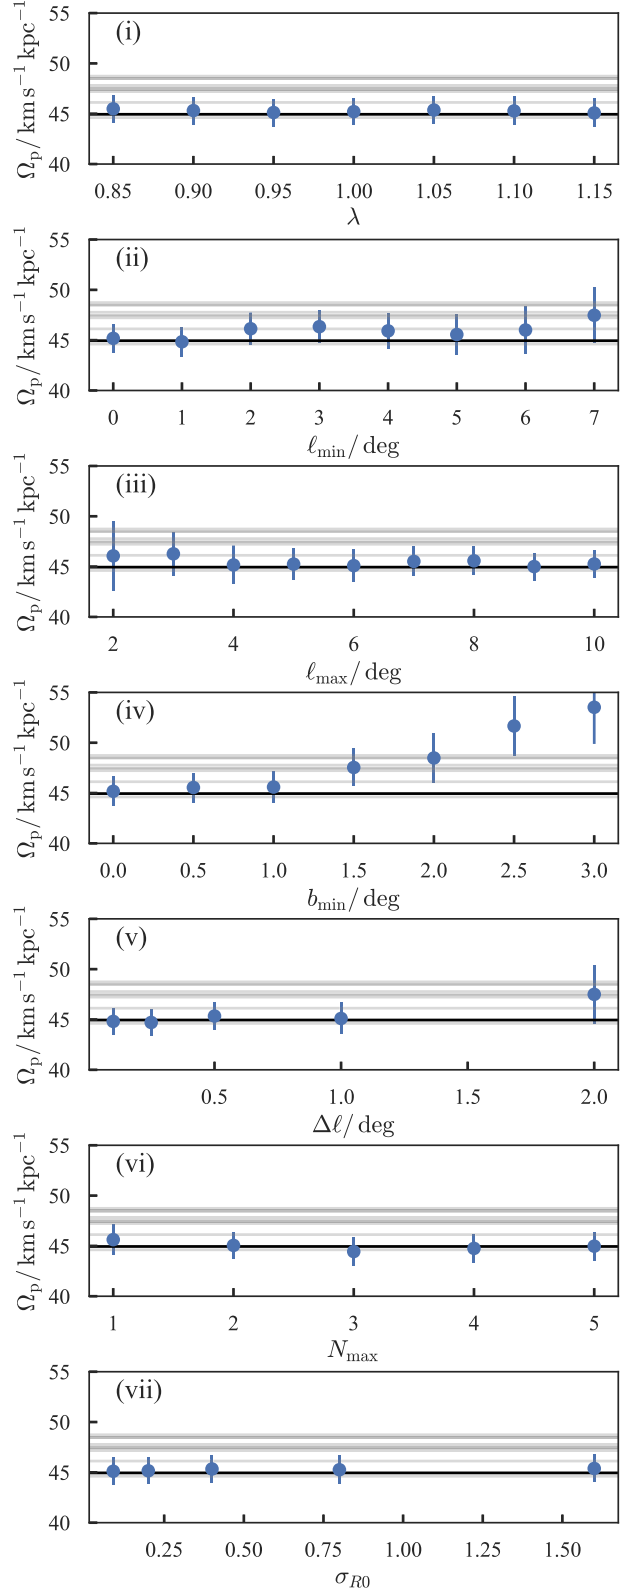 (i)
55
50
45
40
Ωp / km s−1 kpc−1
0.85 0.90 0.95 1.00 1.05 1.10 1.15
λ
(ii)
55
50
45
40
Ωp / km s−1 kpc−1
0 1 2 3 4 5 6 7
ℓmin / deg
(iii)
55
50
45
40
Ωp / km s−1 kpc−1
2 4 6 8 10
ℓmax / deg
(iv)
55
50
45
40
Ωp / km s−1 kpc−1
0.0 0.5 1.0 1.5 2.0 2.5 3.0
bmin / deg
(v)
55
50
45
40
Ωp / km s−1 kpc−1
0.5 1.0 1.5 2.0
Δℓ / deg
(vi)
55
50
45
40
Ωp / km s−1 kpc−1
1 2 3 4 5
Nmax
(vii)
55
50
45
40
Ωp / km s−1 kpc−1
0.25 0.50 0.75 1.00 1.25 1.50
σR0